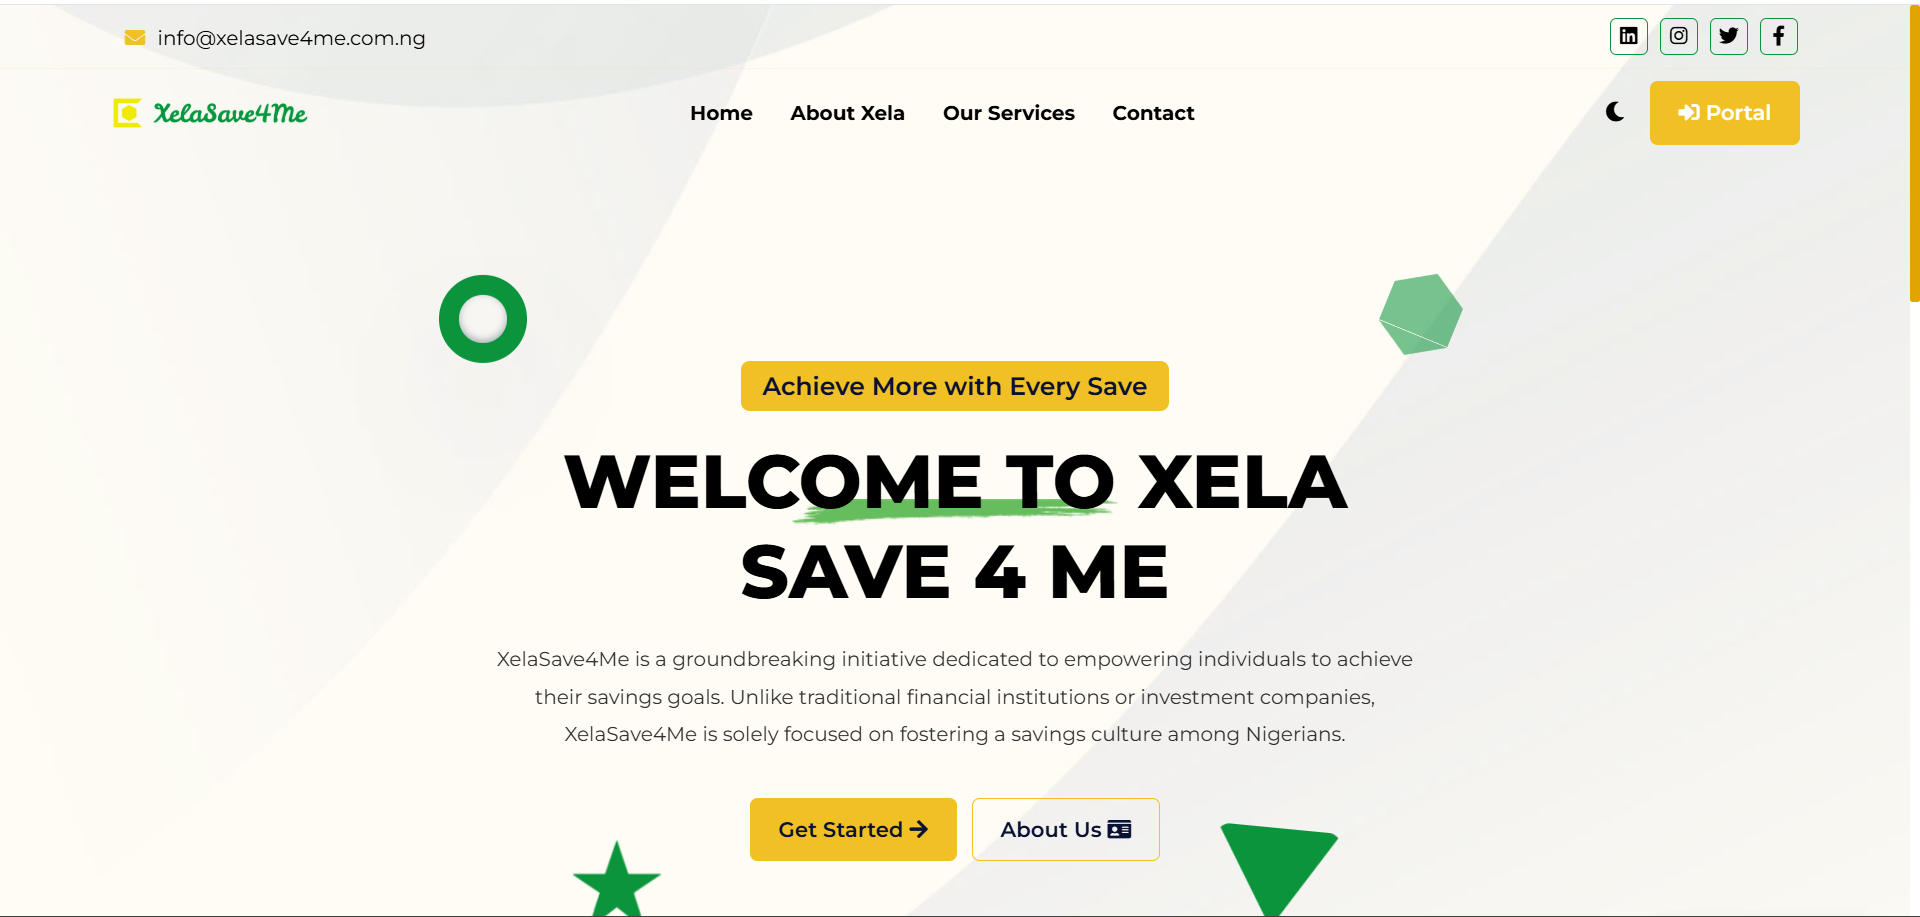 info@xelasave4me.com.ng
XelaSave4Me
Home About Xela Our Services Contact
Portal
Achieve More with Every Save
WELCOME TO XELA
SAVE 4 ME
XelaSave4Me is a groundbreaking initiative dedicated to empowering individuals to achieve
their savings goals. Unlike traditional financial institutions or investment companies,
XelaSave4Me is solely focused on fostering a savings culture among Nigerians.
Get Started
About Us